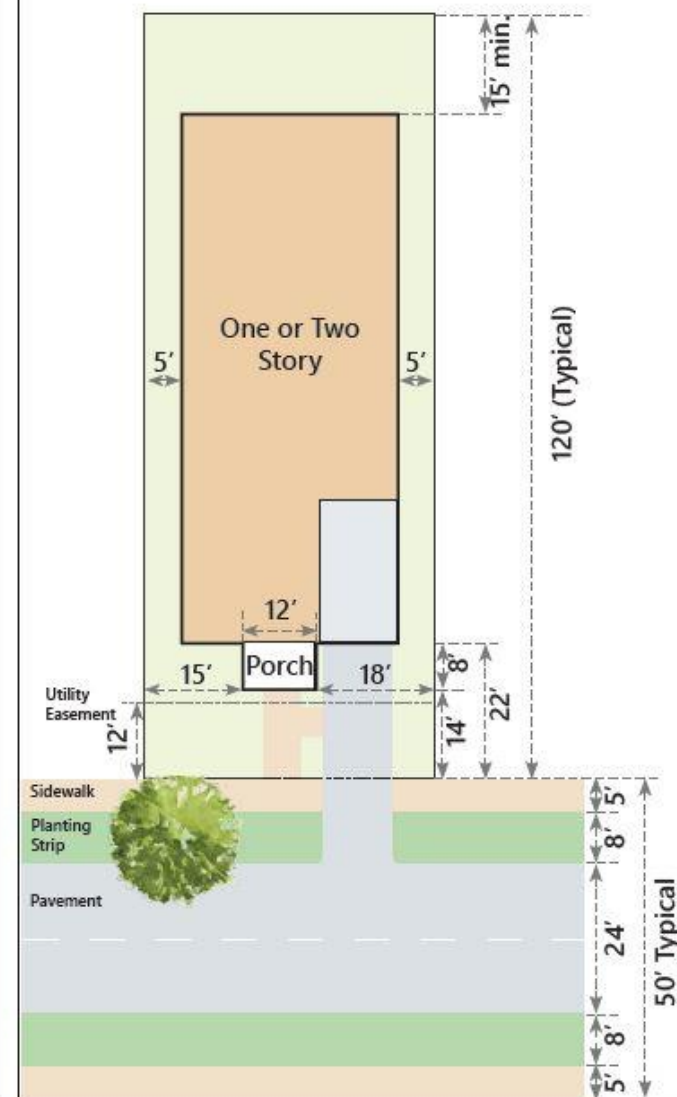 15’ min.
120’ (Typical)
One or Two
Story
5’
5’
12’
Porch
15’
18’
8’
22’
14’
Utility
Easement
12’
Sidewalk
Planting
Strip
Pavement
5’
8’
24’
8’
5’
50’ Typical